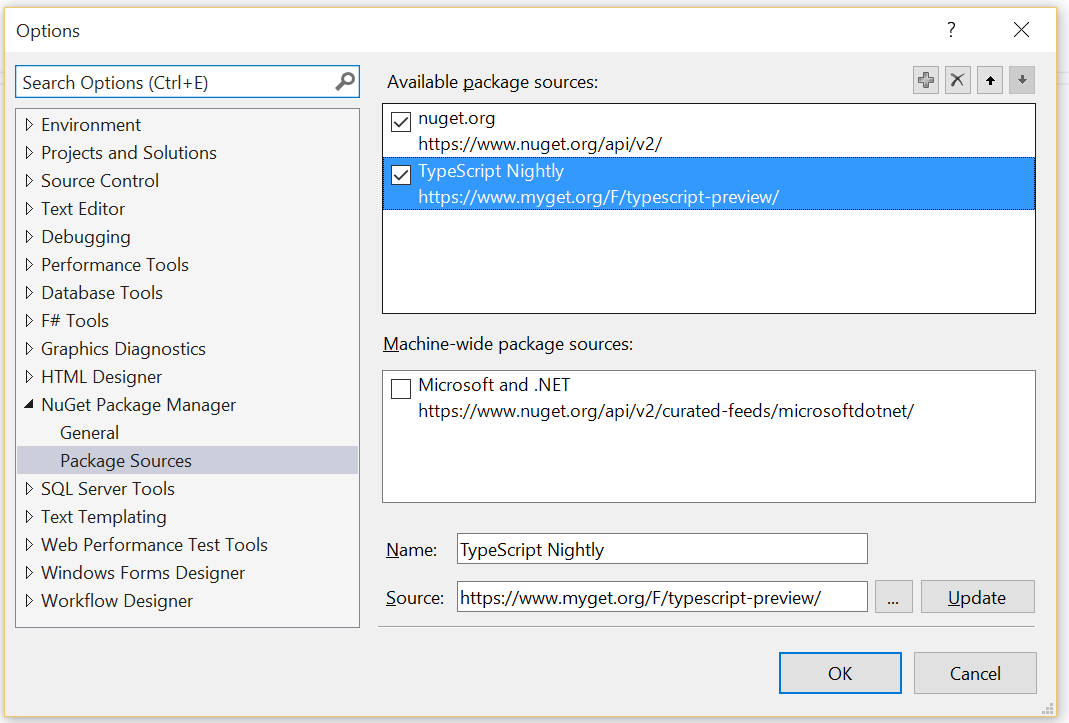 Options
?
Search Options (Ctrl+E)
Environment
Projects and Solutions
Source Control
Text Editor
Debugging
Performance Tools
Database Tools
F# Tools
Graphics Diagnostics
HTML Designer
NuGet Package Manager
General
Package Sources
SQL Server Tools
Text Templating
Web Performance Test Tools
Windows Forms Designer
Workflow Designer
Available package sources:
nuget.org
https://www.nuget.org/api/v2/
TypeScript Nightly
https://www.myget.org/F/typescript-preview/
Machine-wide package sources:
Microsoft and .NET
https://www.nuget.org/api/v2/curated-feeds/microsoftdotnet/
Name: TypeScript Nightly
Source: https://www.myget.org/F/typescript-preview/ ... Update
OK Cancel